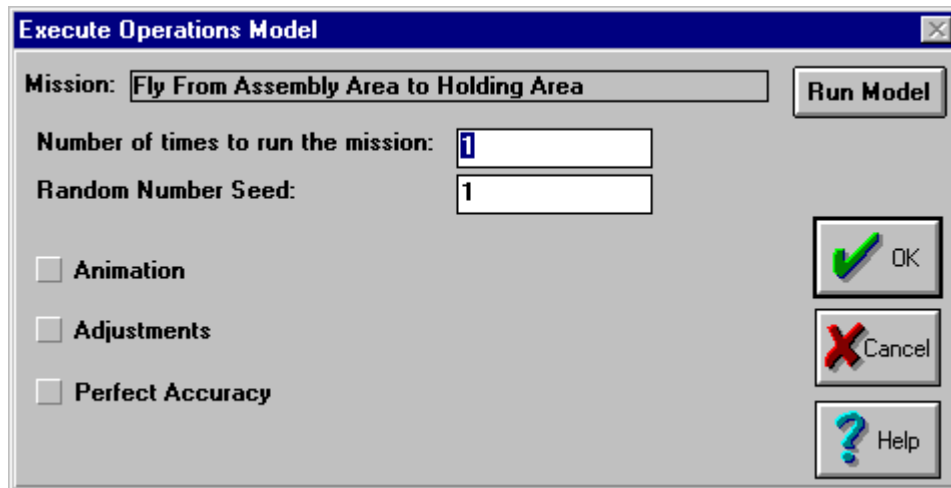 Execute Operations Model
Mission: Fly From Assembly Area to Holding Area
Run Model
Number of times to run the mission: 1
Random Number Seed: 1
OK
Animation
Adjustments
Cancel
Perfect Accuracy
Help